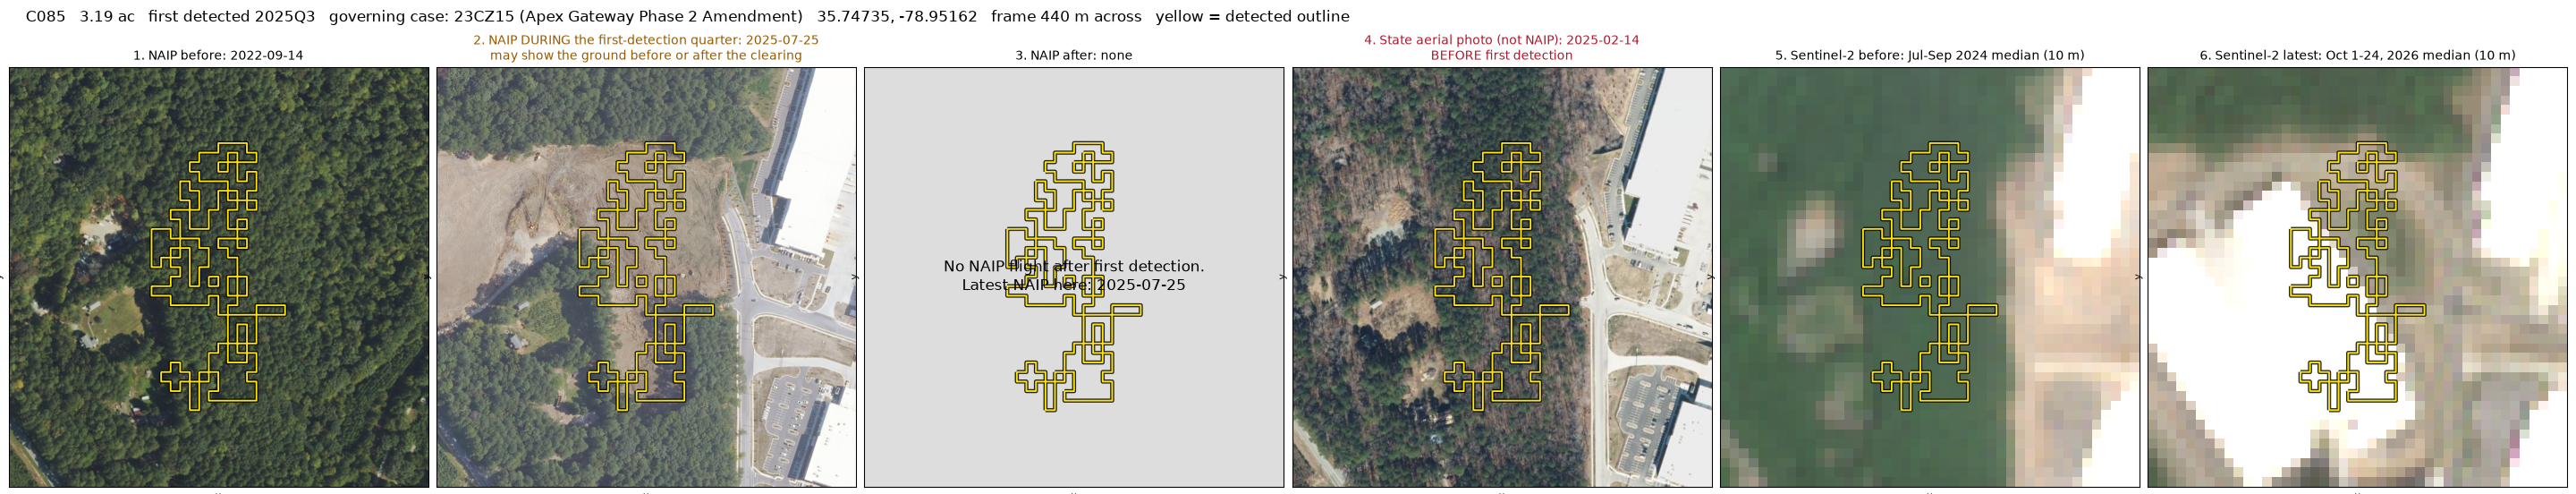 C085   3.19 ac   first detected 2025Q3   governing case: 23CZ15 (Apex Gateway Phase 2 Amendment)   35.74735, -78.95162   frame 440 m across   yellow = detected outline
1. NAIP before: 2022-09-14
2. NAIP DURING the first-detection quarter: 2025-07-25
may show the ground before or after the clearing
3. NAIP after: none
4. State aerial photo (not NAIP): 2025-02-14
BEFORE first detection
5. Sentinel-2 before: Jul-Sep 2024 median (10 m)
6. Sentinel-2 latest: Oct 1-24, 2026 median (10 m)
No NAIP flight after first detection.
Latest NAIP here: 2025-07-25